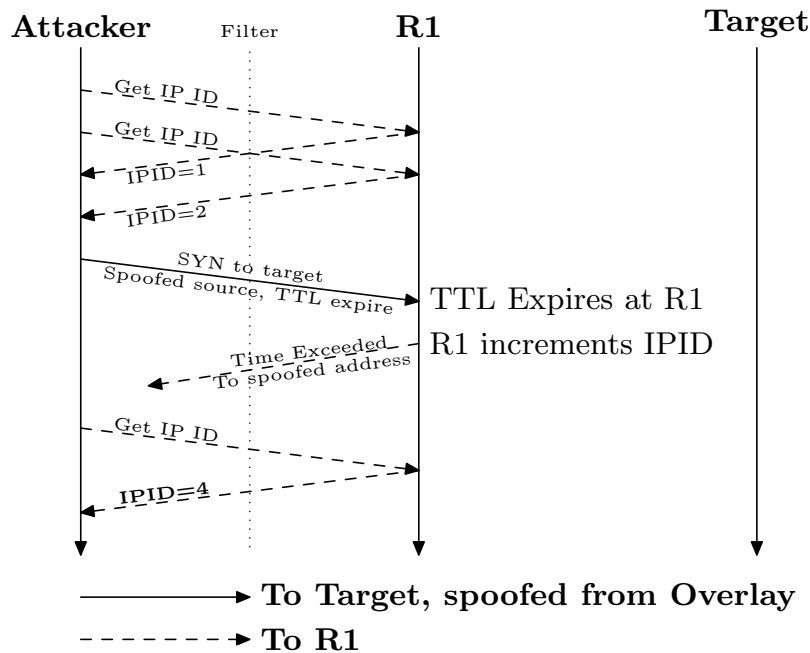 Attacker
Filter
R1
Target
Get IP ID
Get IP ID
IPID=1
IPID=2
SYN to target
Spoofed source, TTL expire
TTL Expires at R1
R1 increments IPID
Time Exceeded
To spoofed address
Get IP ID
IPID=4
To Target, spoofed from Overlay
To R1